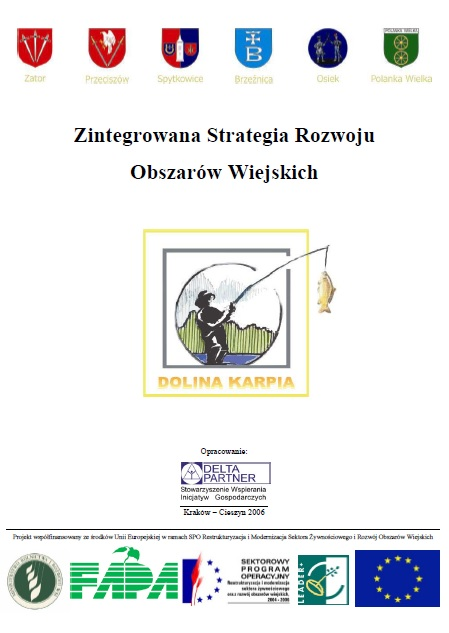 Zator Przeciszów Spytkowice Brzeźnica Osiek Polanka Wielka
POLANKA WIELKA
Zintegrowana Strategia Rozwoju
Obszarów Wiejskich
DOLINA KARPIA
Opracowanie:
DELTA
PARTNER
Stowarzyszenie Wspierania
Inicjatyw Gospodarczych
Kraków – Cieszyn 2006
Projekt współfinansowany ze środków Unii Europejskiej w ramach SPO Restrukturyzacja i Modernizacja Sektora Żywnościowego i Rozwój Obszarów Wiejskich
FAPA
SEKTOROWY
PROGRAM
OPERACYJNY
Restrukturyzacja i modernizacja
sektora żywnościowego
oraz rozwój obszarów wiejskich,
2004 - 2006
LEADER+